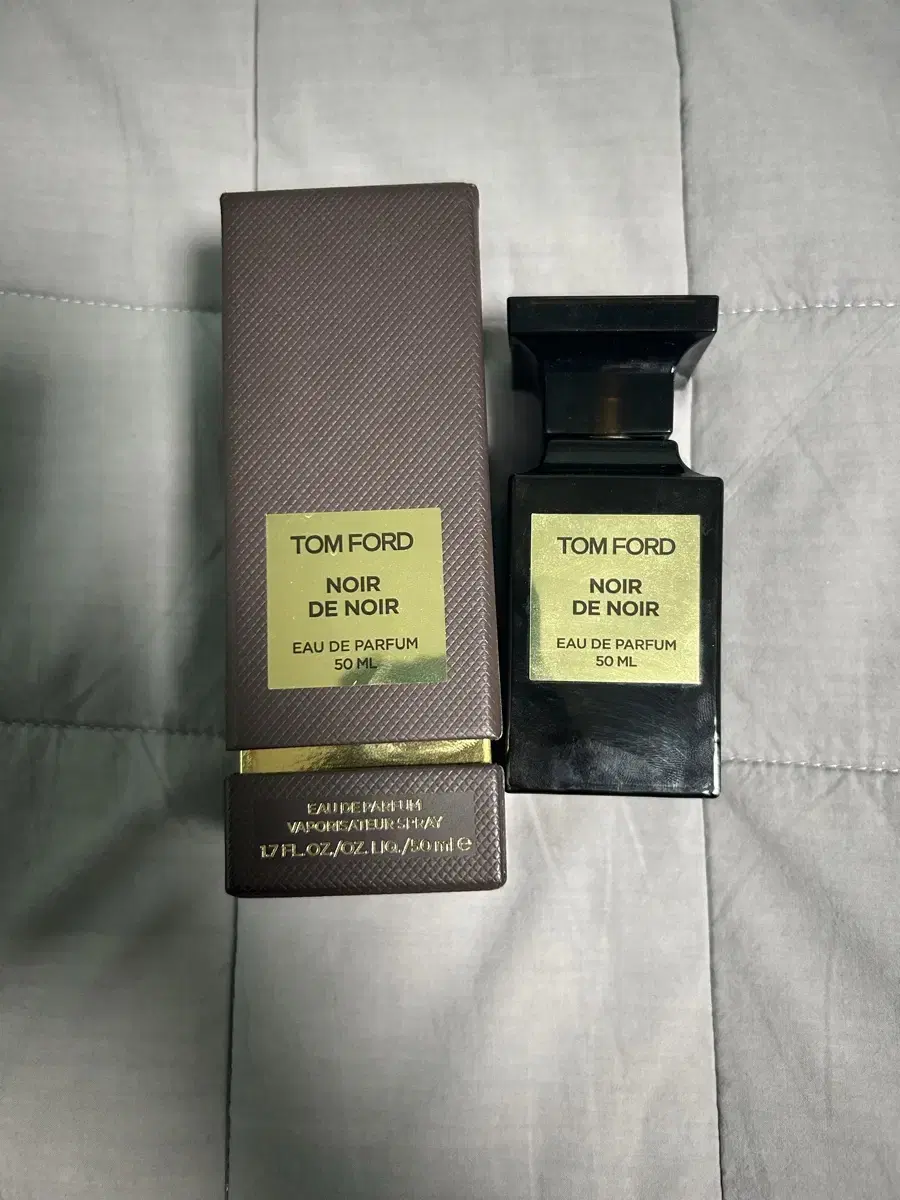 TOM FORD
NOIR
DE NOIR
EAU DE PARFUM
50 ML
EAU DE PARFUM
VAPORISATEUR SPRAY
1.7 FL. OZ./OZ. LIQ./50 ml e
TOM FORD
NOIR
DE NOIR
EAU DE PARFUM
50 ML